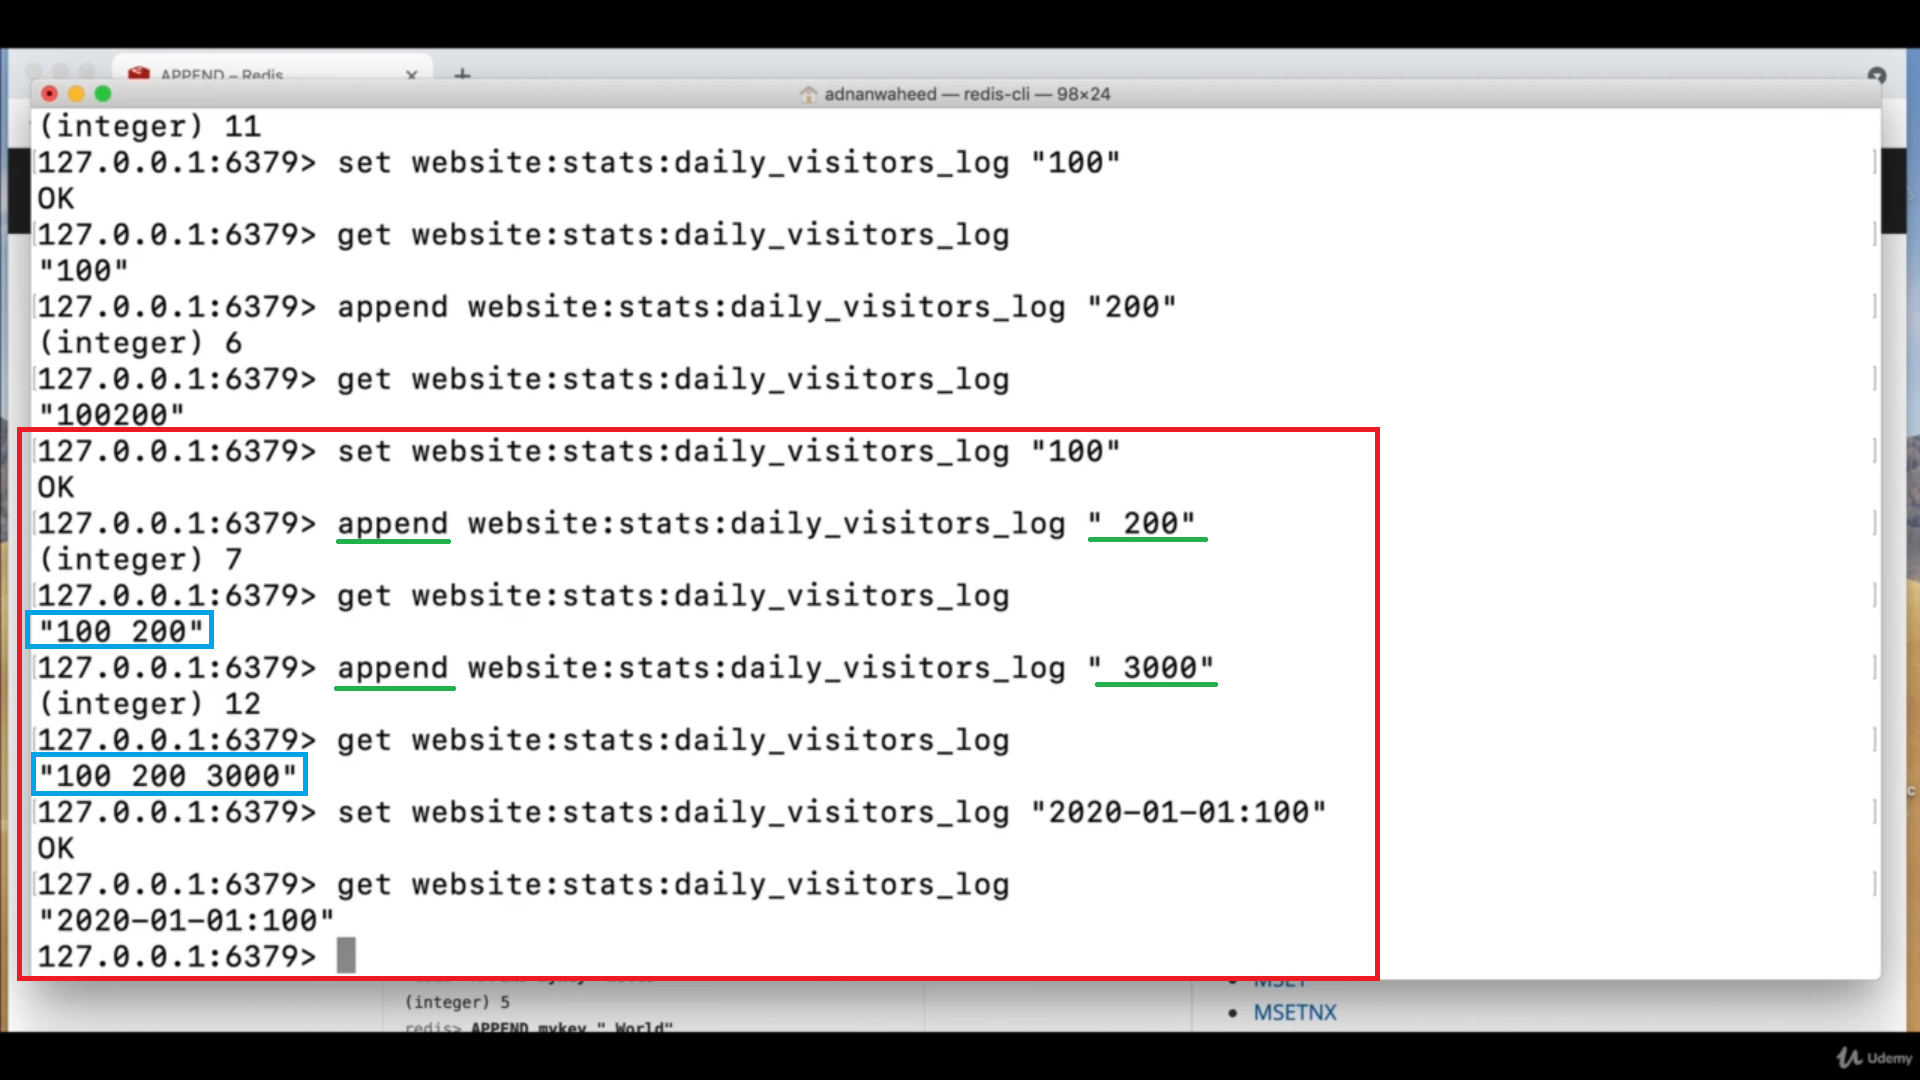 APPEND – Redis
adnanwaheed — redis-cli — 98×24
(integer) 11
127.0.0.1:6379> set website:stats:daily_visitors_log "100"
OK
127.0.0.1:6379> get website:stats:daily_visitors_log
"100"
127.0.0.1:6379> append website:stats:daily_visitors_log "200"
(integer) 6
127.0.0.1:6379> get website:stats:daily_visitors_log
"100200"
127.0.0.1:6379> set website:stats:daily_visitors_log "100"
OK
127.0.0.1:6379> append website:stats:daily_visitors_log " 200"
(integer) 7
127.0.0.1:6379> get website:stats:daily_visitors_log
"100 200"
127.0.0.1:6379> append website:stats:daily_visitors_log " 3000"
(integer) 12
127.0.0.1:6379> get website:stats:daily_visitors_log
"100 200 3000"
127.0.0.1:6379> set website:stats:daily_visitors_log "2020-01-01:100"
OK
127.0.0.1:6379> get website:stats:daily_visitors_log
"2020-01-01:100"
127.0.0.1:6379>
(integer) 5
redis> APPEND mykey " World"
MSET
MSETNX
Udemy